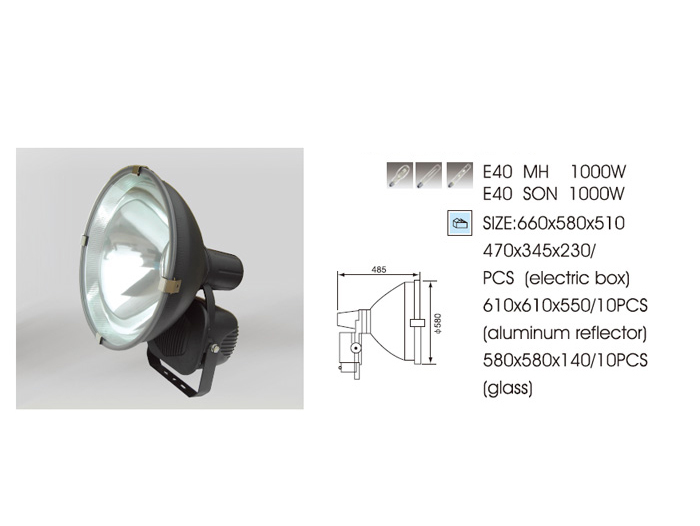 E40 MH 1000W
E40 SON 1000W
SIZE:660x580x510
470x345x230/
PCS (electric box)
610x610x550/10PCS
(aluminum reflector)
580x580x140/10PCS
(glass)
485
ф580